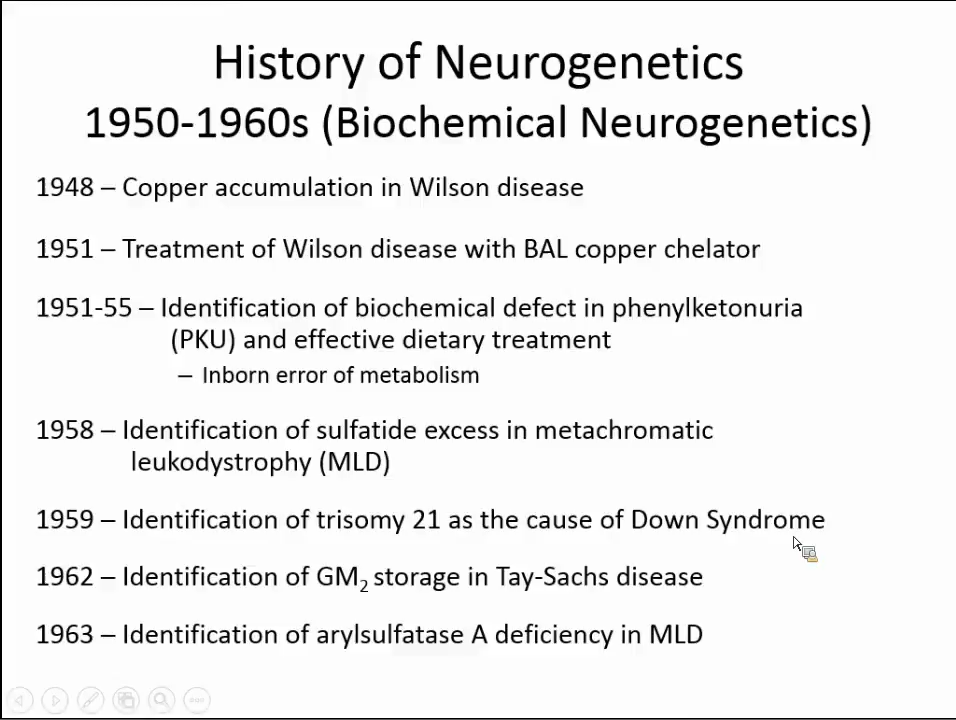 History of Neurogenetics
1950-1960s (Biochemical Neurogenetics)
1948 – Copper accumulation in Wilson disease
1951 – Treatment of Wilson disease with BAL copper chelator
1951-55 – Identification of biochemical defect in phenylketonuria
(PKU) and effective dietary treatment
– Inborn error of metabolism
1958 – Identification of sulfatide excess in metachromatic
leukodystrophy (MLD)
1959 – Identification of trisomy 21 as the cause of Down Syndrome
1962 – Identification of GM₂ storage in Tay-Sachs disease
1963 – Identification of arylsulfatase A deficiency in MLD